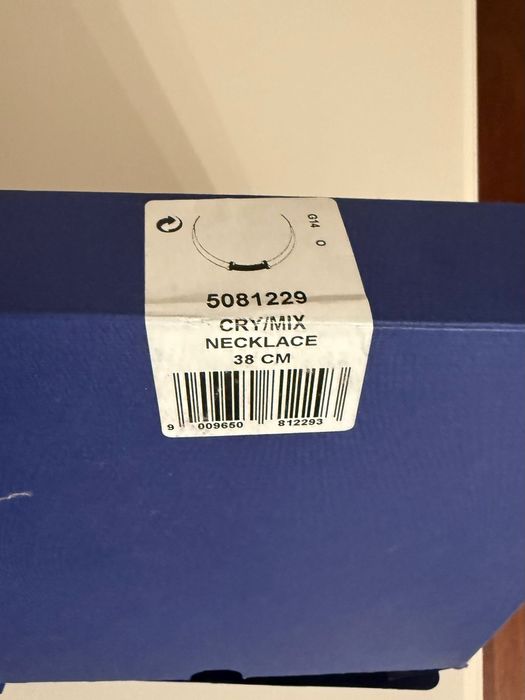 G14 O
5081229
CRY/MIX
NECKLACE
38 CM
9 009650 812293